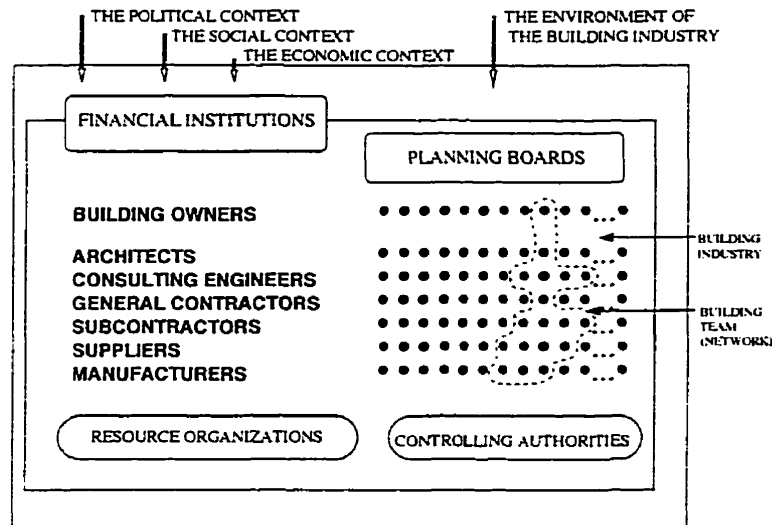 THE POLITICAL CONTEXT
THE SOCIAL CONTEXT
THE ECONOMIC CONTEXT
THE ENVIRONMENT OF
THE BUILDING INDUSTRY
FINANCIAL INSTITUTIONS
PLANNING BOARDS
BUILDING OWNERS
ARCHITECTS
CONSULTING ENGINEERS
GENERAL CONTRACTORS
SUBCONTRACTORS
SUPPLIERS
MANUFACTURERS
BUILDING
INDUSTRY
BUILDING
TEAM
(NETWORK)
RESOURCE ORGANIZATIONS
CONTROLLING AUTHORITIES